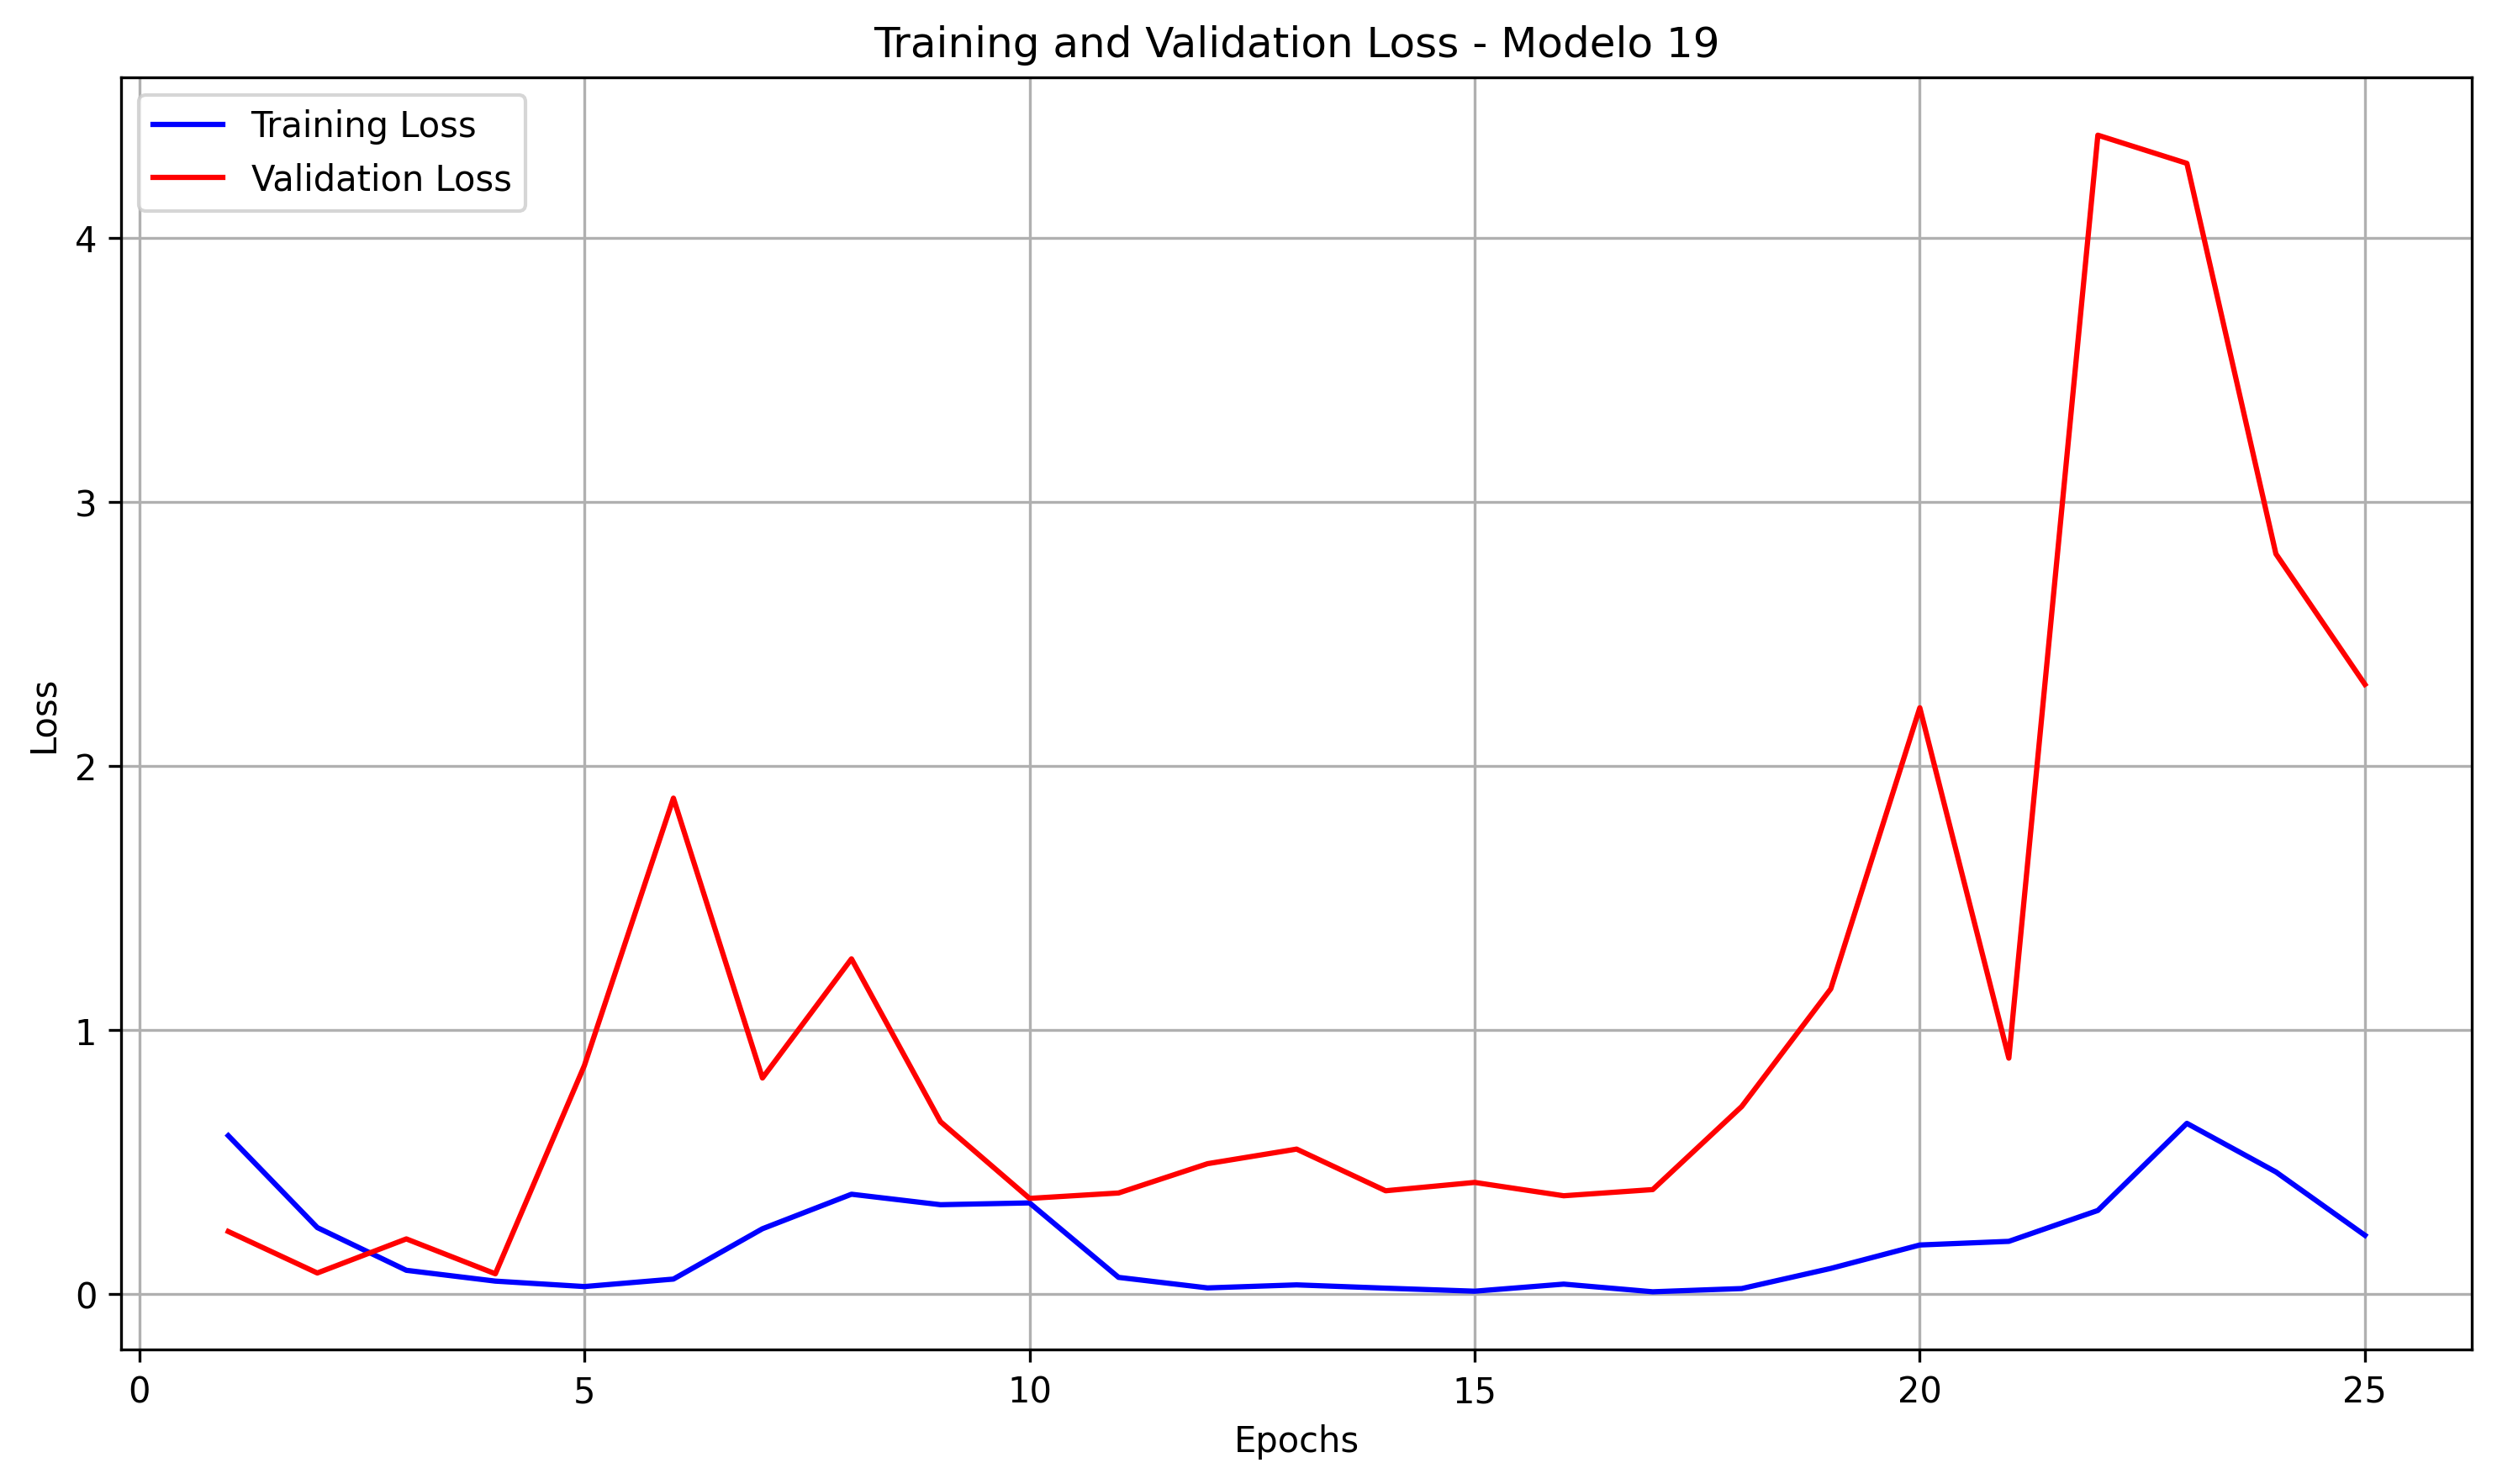 Training and Validation Loss - Modelo 19
Training Loss
Validation Loss
4
3
2
1
0
Loss
0 5 10 15 20 25
Epochs